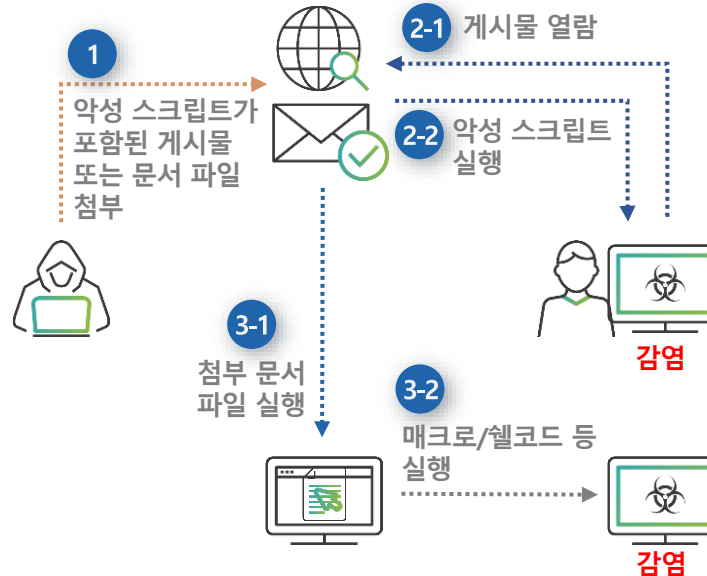 1
악성 스크립트가
포함된 게시물
또는 문서 파일
첨부
2-1 게시물 열람
2-2 악성 스크립트
실행
감염
3-1
첨부 문서
파일 실행
3-2
매크로/쉘코드 등
실행
감염